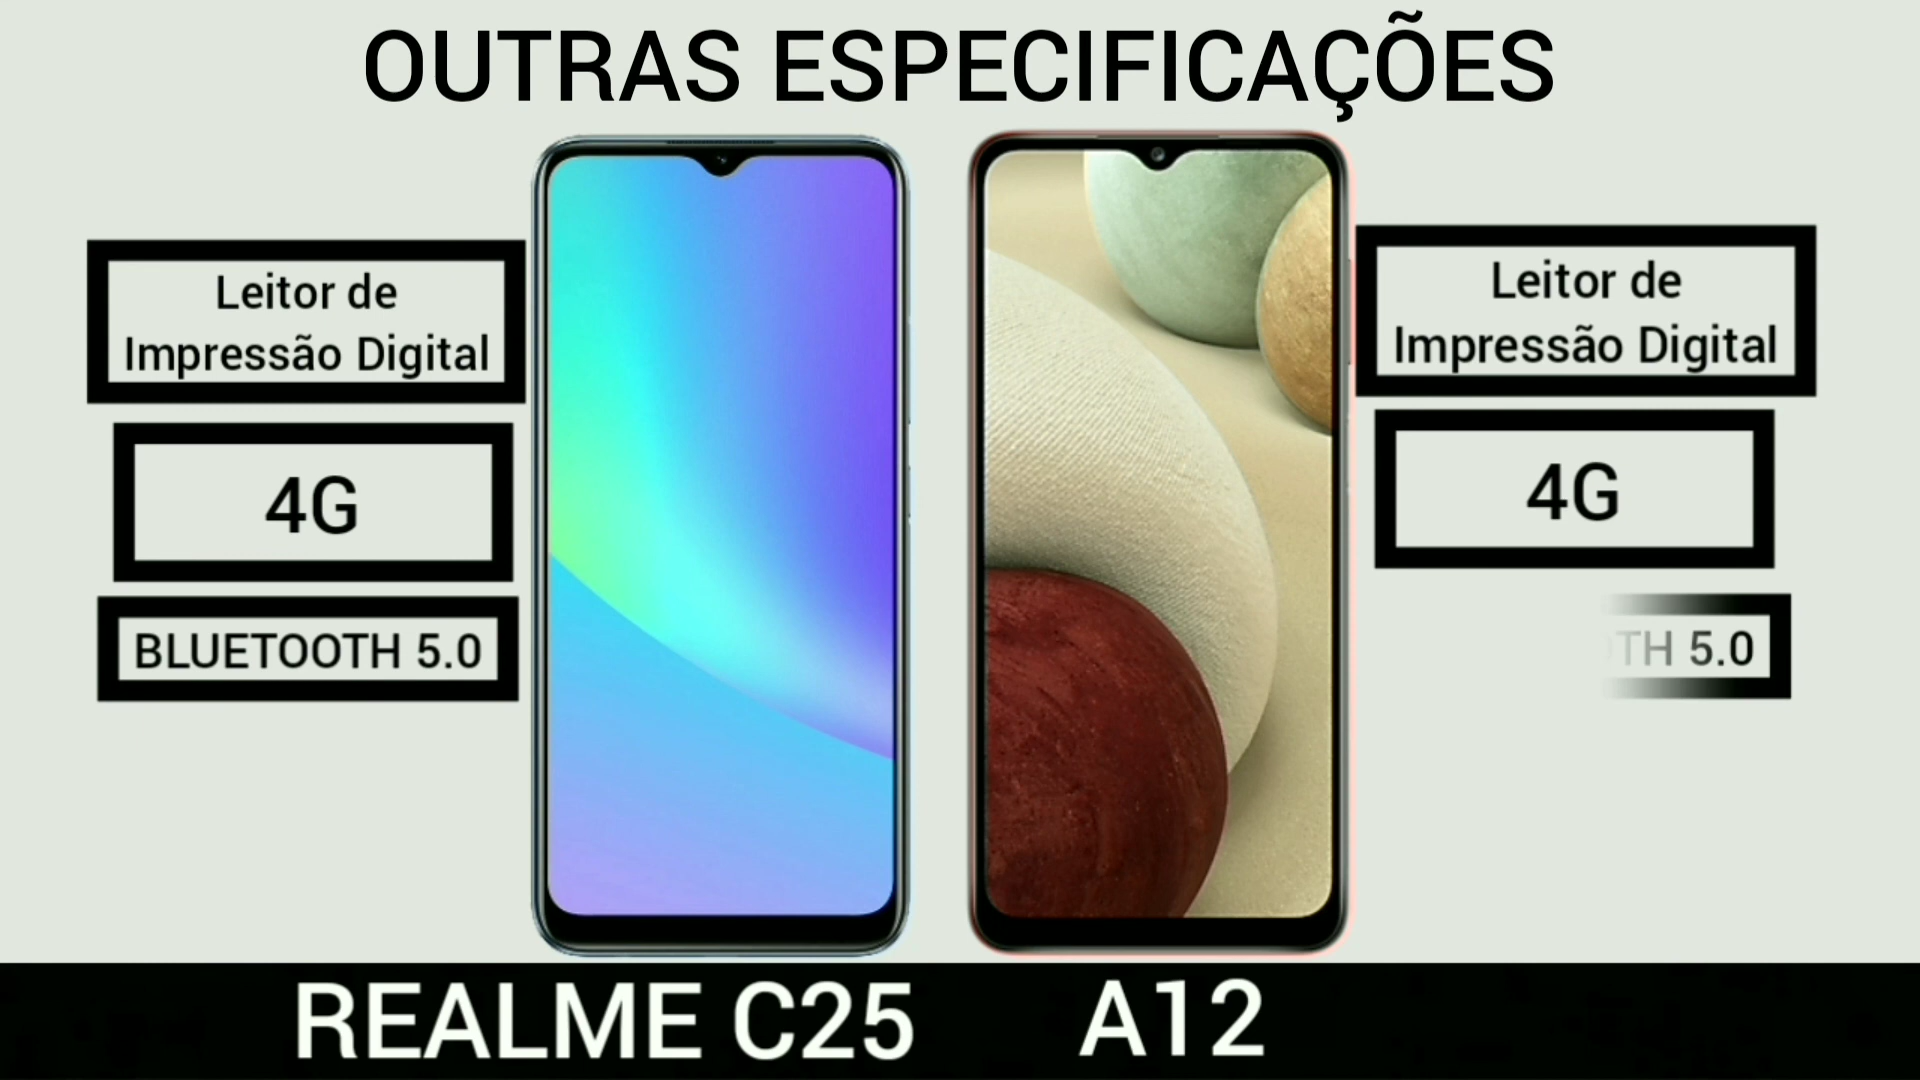 OUTRAS ESPECIFICAÇÕES
Leitor de
Impressão Digital
4G
BLUETOOTH 5.0
Leitor de
Impressão Digital
4G
TH 5.0
REALME C25
A12